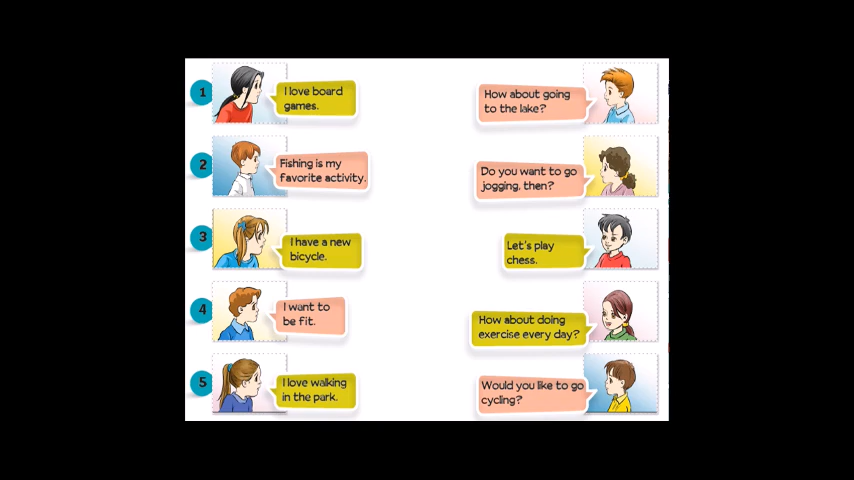 1
I love board
games.
How about going
to the lake?
2
Fishing is my
favorite activity.
Do you want to go
jogging, then?
3
I have a new
bicycle.
Let's play
chess.
4
I want to
be fit.
How about doing
exercise every day?
5
I love walking
in the park.
Would you like to go
cycling?